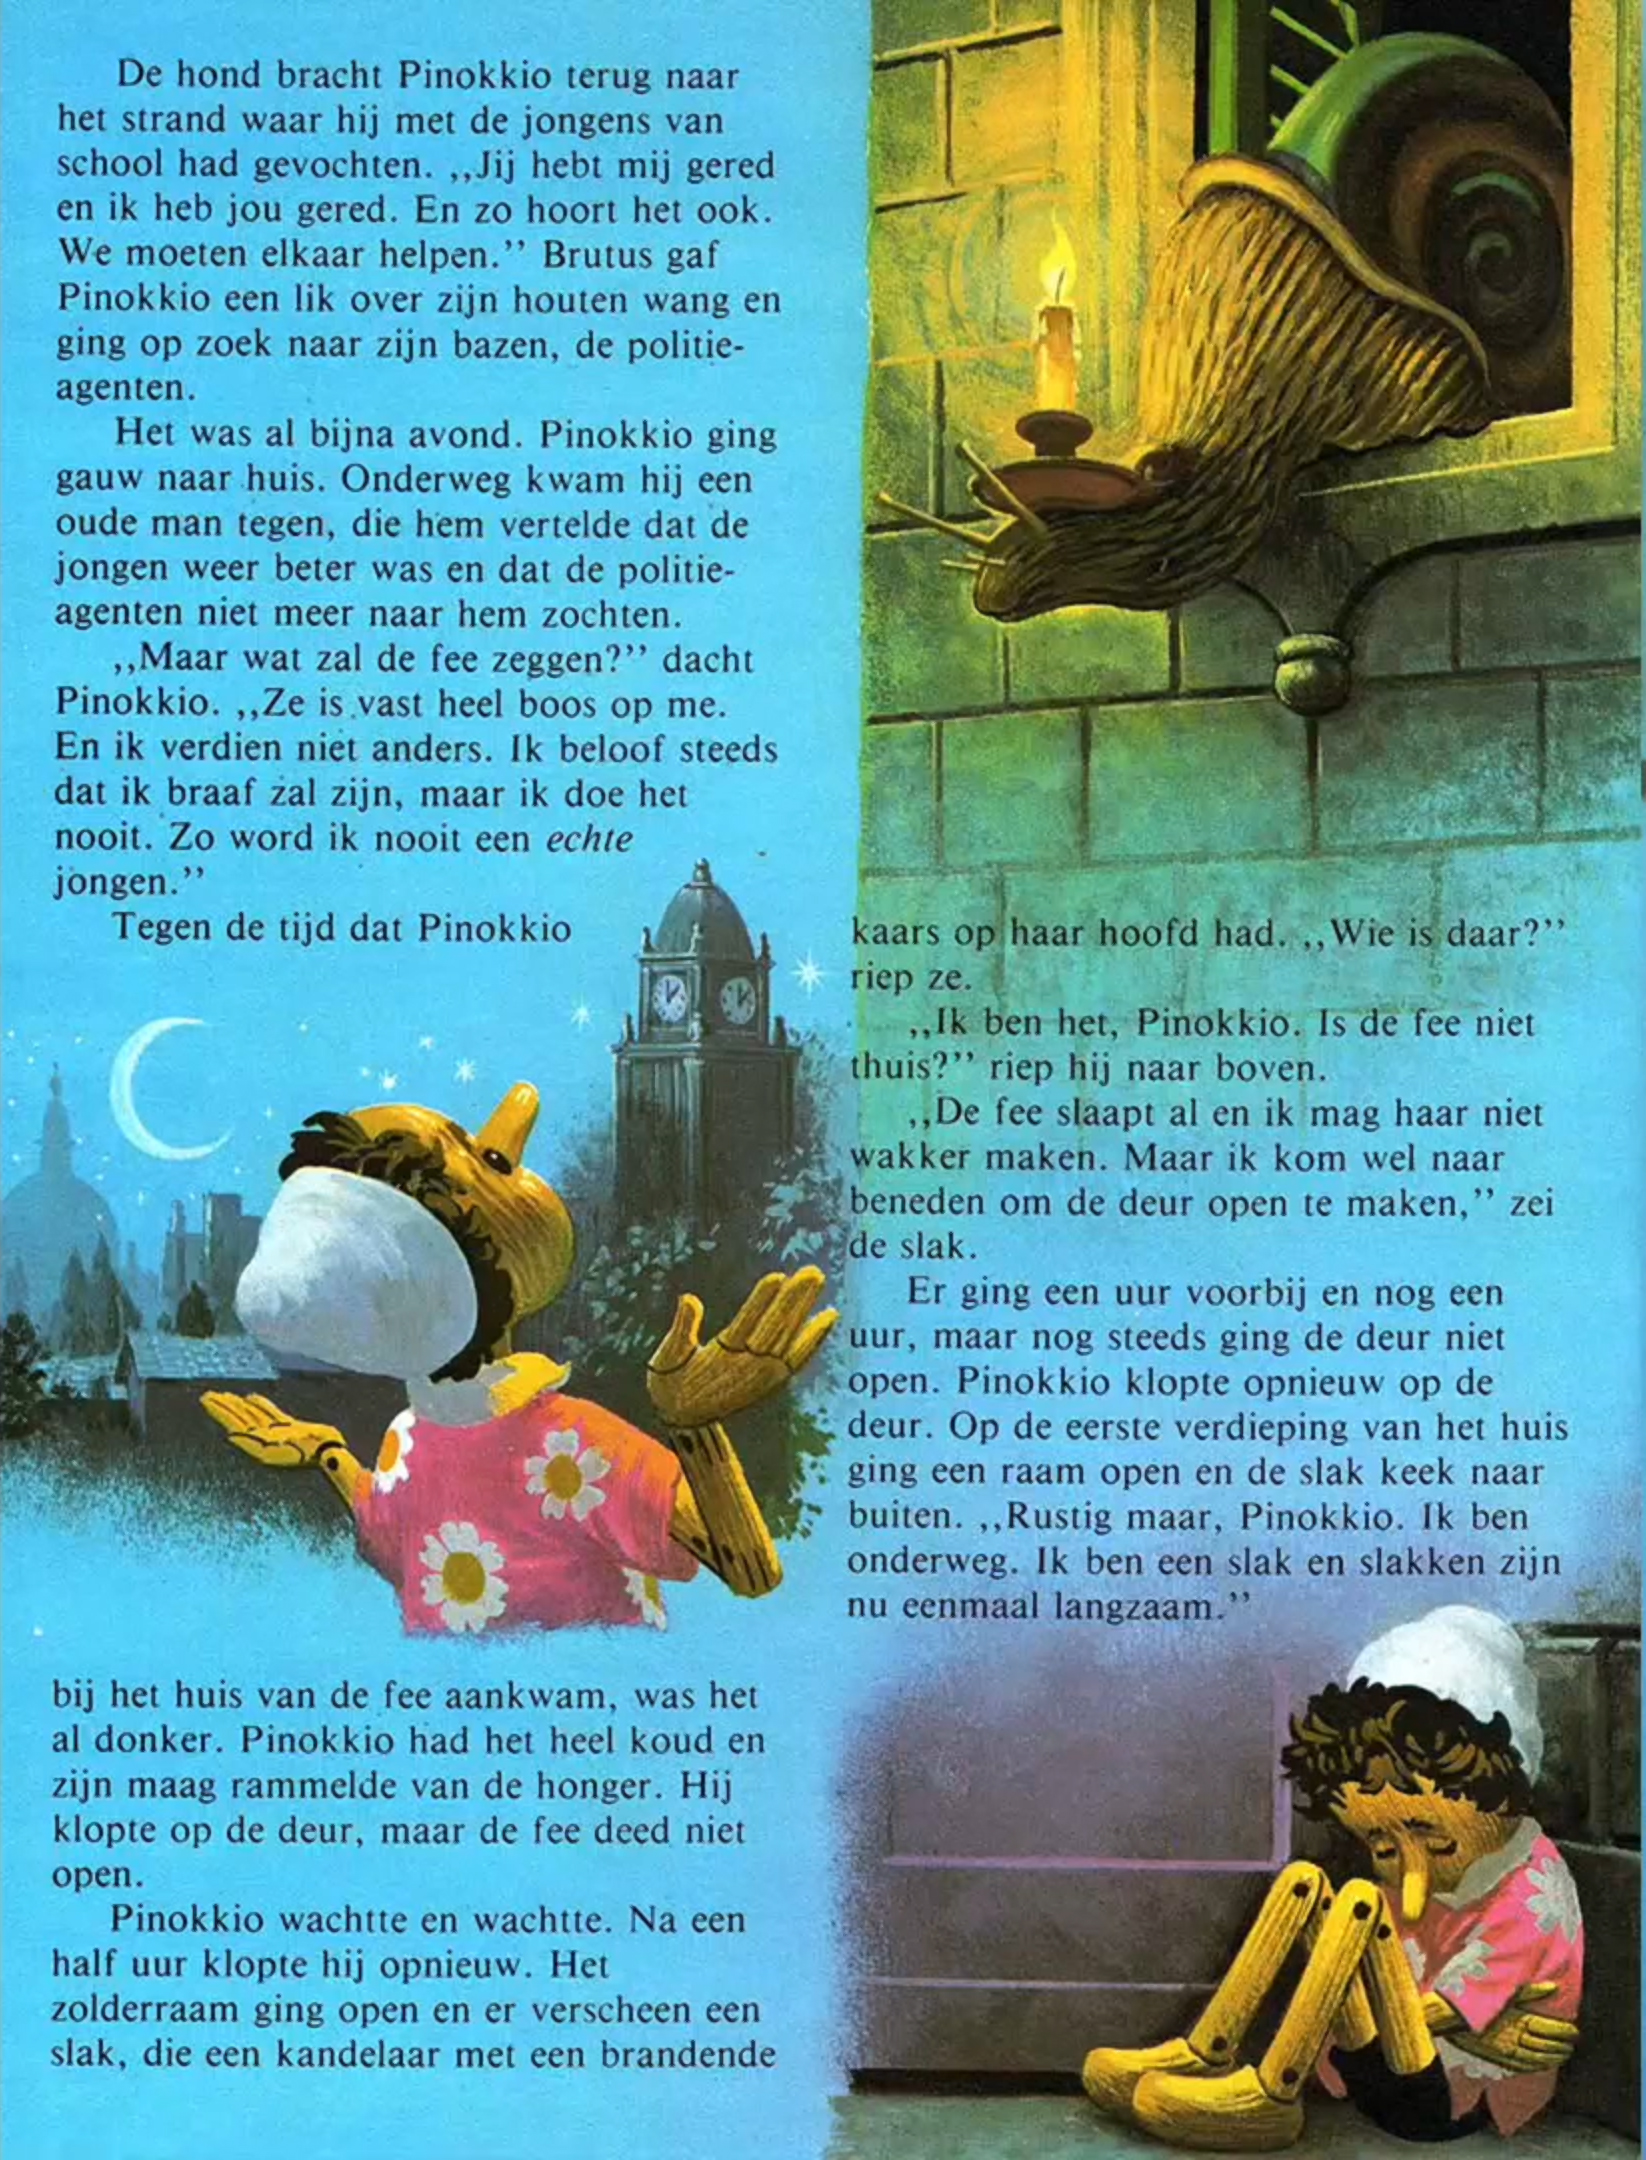 De hond bracht Pinokkio terug naar
het strand waar hij met de jongens van
school had gevochten. ,,Jij hebt mij gered
en ik heb jou gered. En zo hoort het ook.
We moeten elkaar helpen.’’ Brutus gaf
Pinokkio een lik over zijn houten wang en
ging op zoek naar zijn bazen, de politie-
agenten.
Het was al bijna avond. Pinokkio ging
gauw naar huis. Onderweg kwam hij een
oude man tegen, die hem vertelde dat de
jongen weer beter was en dat de politie-
agenten niet meer naar hem zochten.
,,Maar wat zal de fee zeggen?’’ dacht
Pinokkio. ,,Ze is vast heel boos op me.
En ik verdien niet anders. Ik beloof steeds
dat ik braaf zal zijn, maar ik doe het
nooit. Zo word ik nooit een echte
jongen.’’
Tegen de tijd dat Pinokkio
bij het huis van de fee aankwam, was het
al donker. Pinokkio had het heel koud en
zijn maag rammelde van de honger. Hij
klopte op de deur, maar de fee deed niet
open.
Pinokkio wachtte en wachtte. Na een
half uur klopte hij opnieuw. Het
zolderraam ging open en er verscheen een
slak, die een kandelaar met een brandende
kaars op haar hoofd had. ,,Wie is daar?’’
riep ze.
,,Ik ben het, Pinokkio. Is de fee niet
thuis?’’ riep hij naar boven.
,,De fee slaapt al en ik mag haar niet
wakker maken. Maar ik kom wel naar
beneden om de deur open te maken,’’ zei
de slak.
Er ging een uur voorbij en nog een
uur, maar nog steeds ging de deur niet
open. Pinokkio klopte opnieuw op de
deur. Op de eerste verdieping van het huis
ging een raam open en de slak keek naar
buiten. ,,Rustig maar, Pinokkio. Ik ben
onderweg. Ik ben een slak en slakken zijn
nu eenmaal langzaam.’’